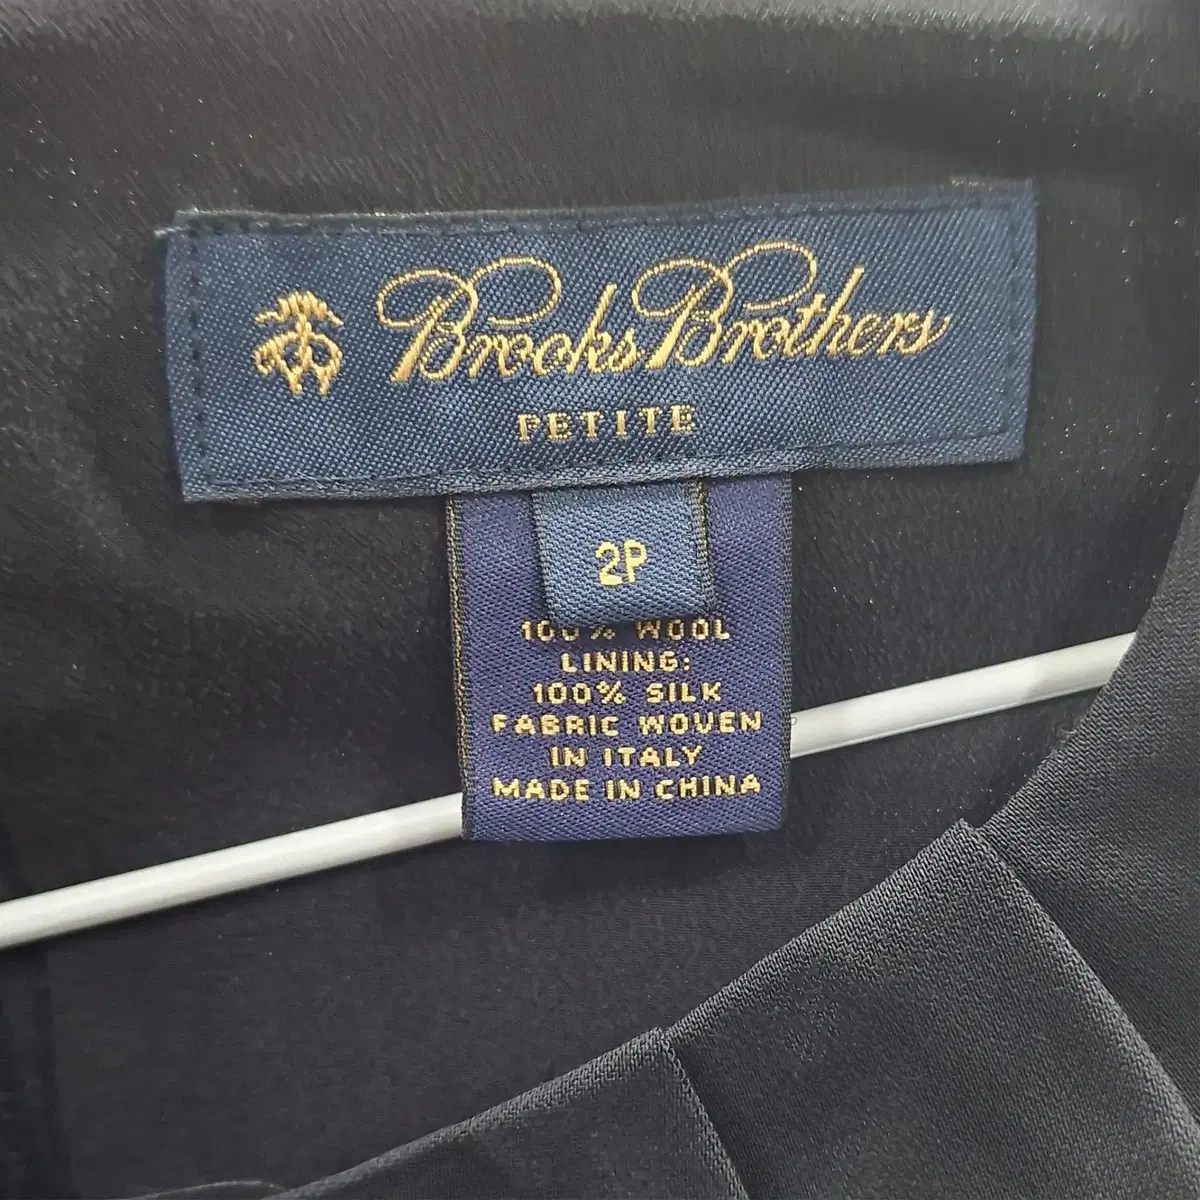 Brooks Brothers
PETITE
2P
100% WOOL
LINING:
100% SILK
FABRIC WOVEN
IN ITALY
MADE IN CHINA